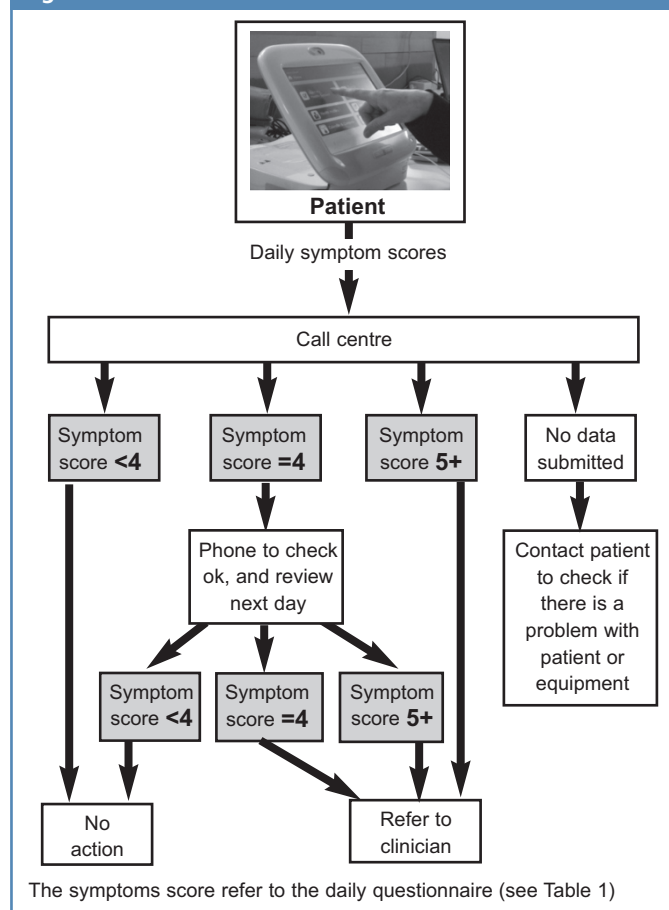 Patient
Daily symptom scores
Call centre
Symptom
score <4
Symptom
score =4
Symptom
score 5+
No data
submitted
Phone to check
ok, and review
next day
Contact patient
to check if
there is a
problem with
patient or
equipment
Symptom
score <4
Symptom
score =4
Symptom
score 5+
No
action
Refer to
clinician
The symptoms score refer to the daily questionnaire (see Table 1)